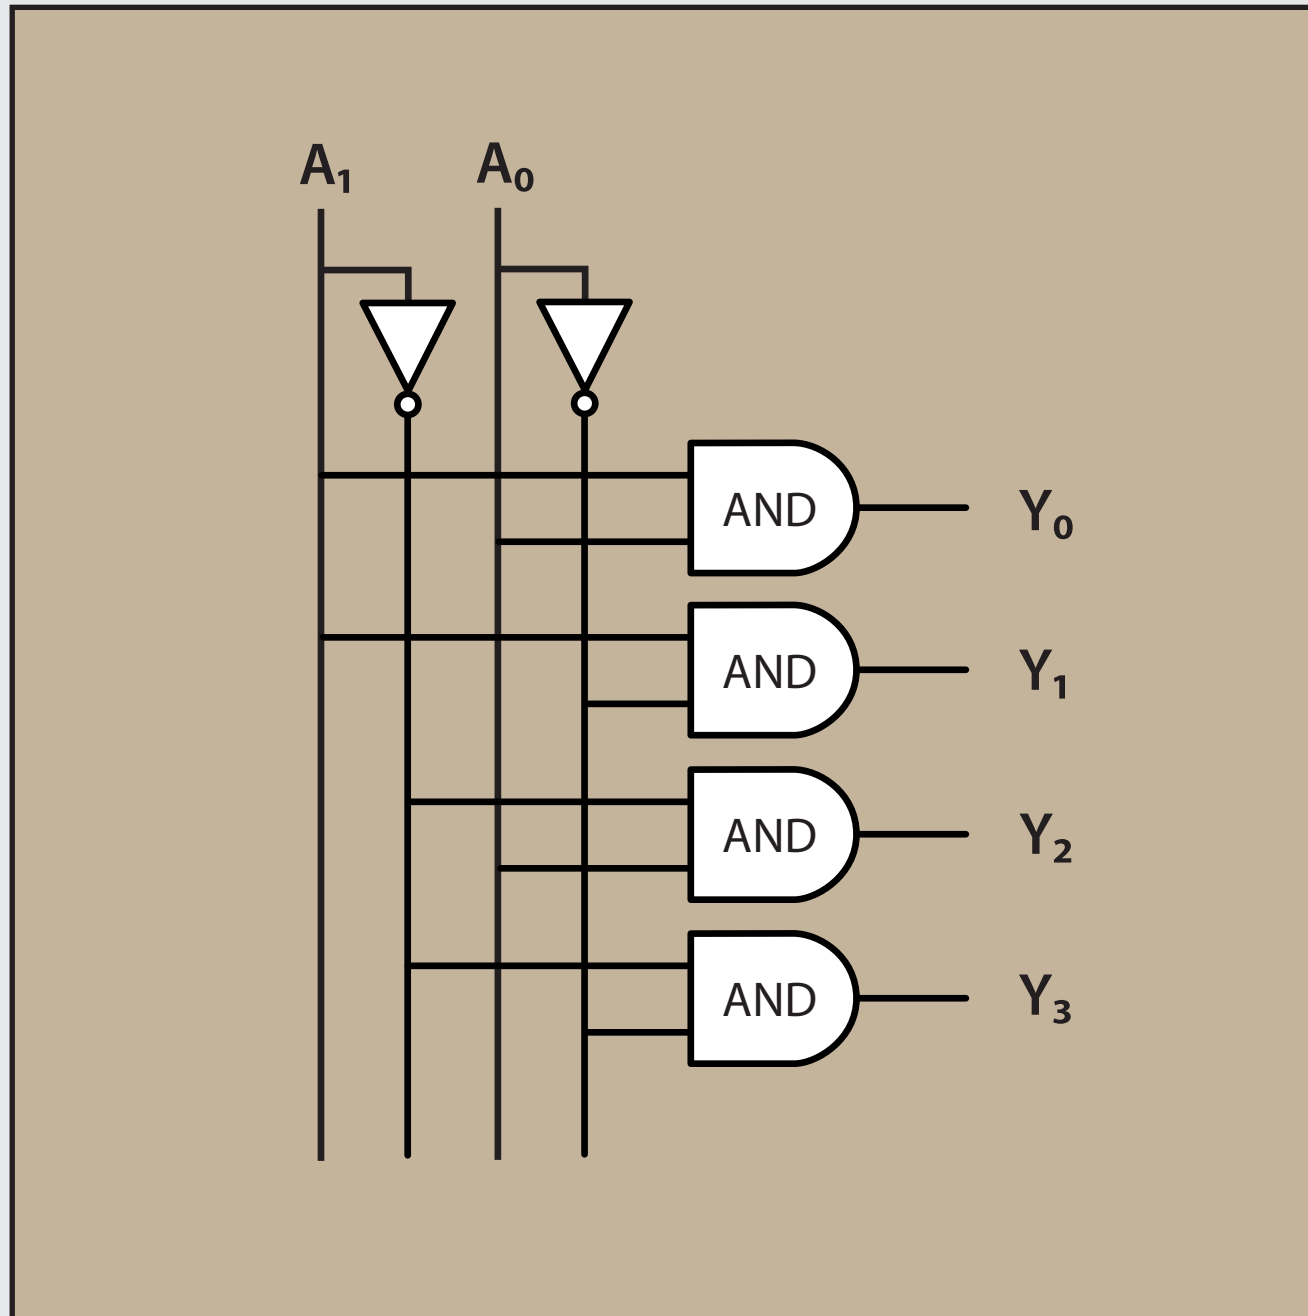 A₁ A₀
AND Y₀
AND Y₁
AND Y₂
AND Y₃